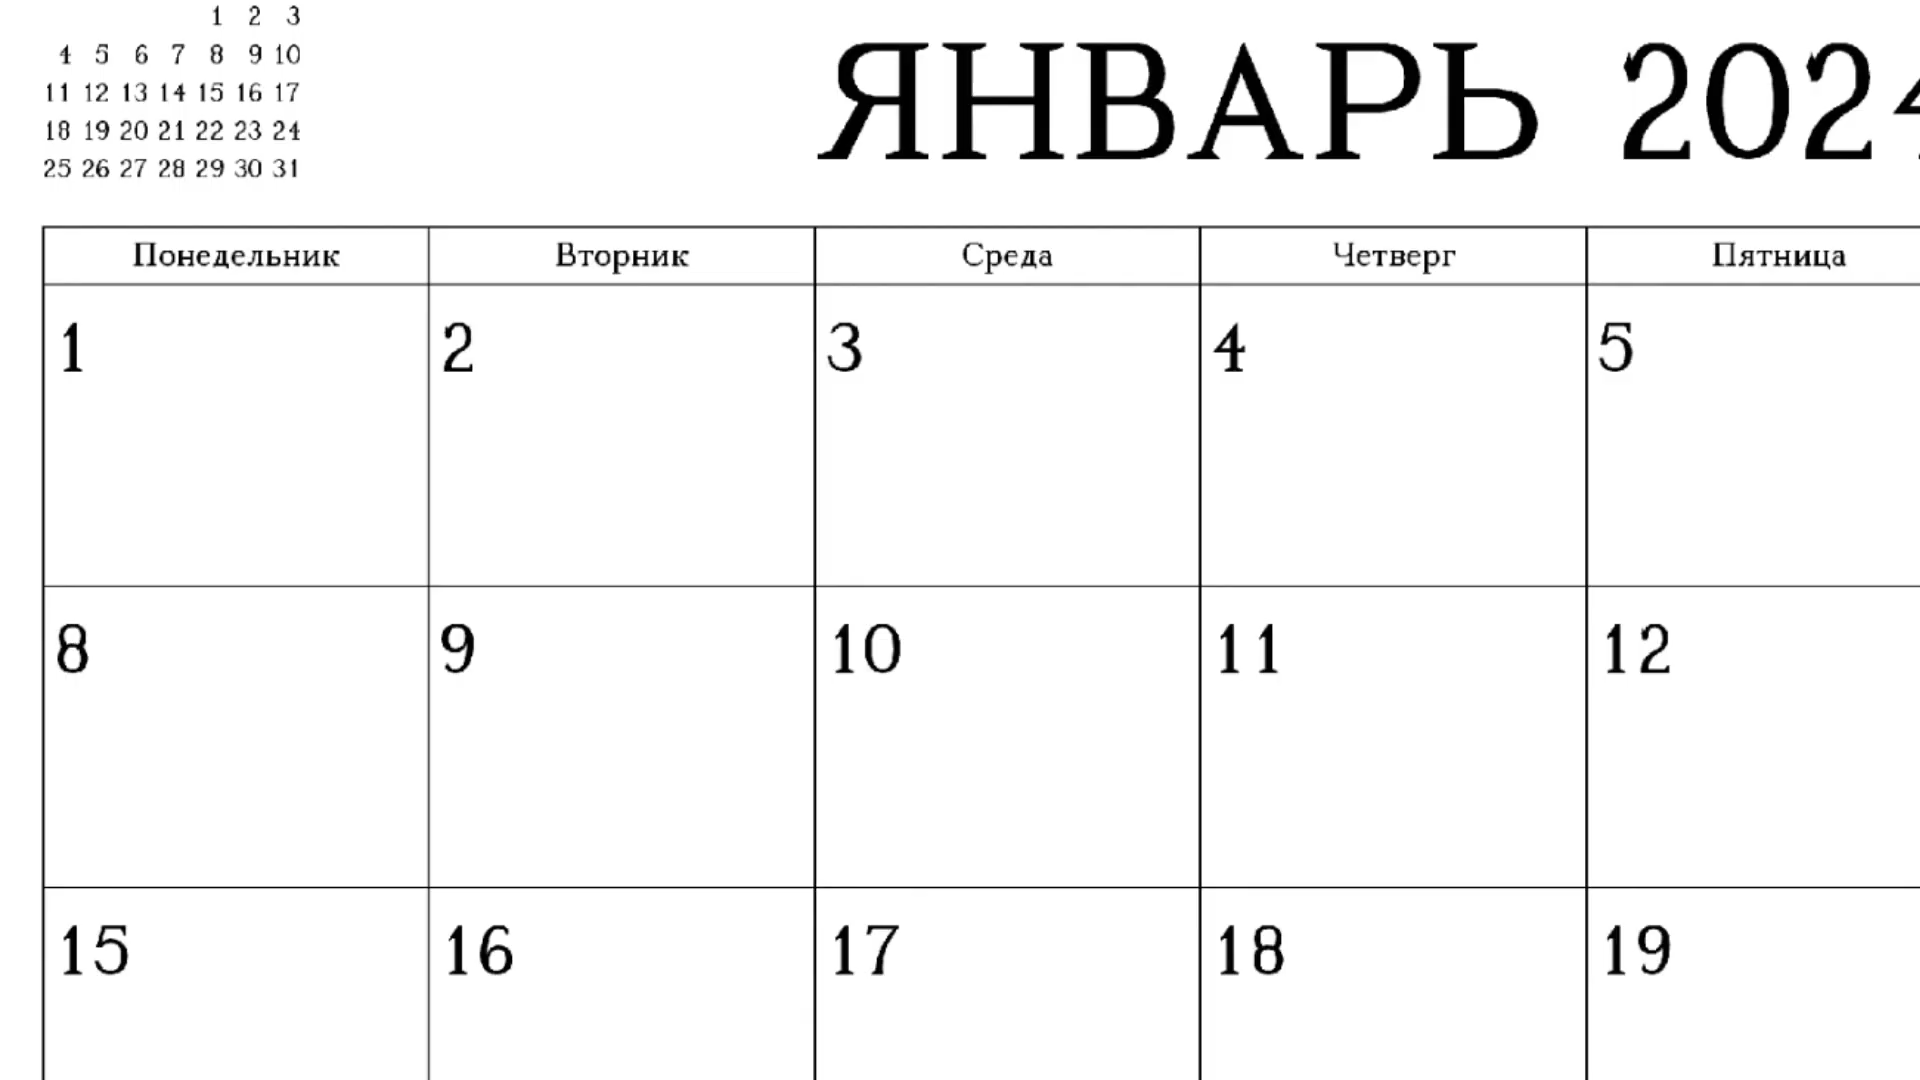 1 2 3
4 5 6 7 8 9 10
11 12 13 14 15 16 17
18 19 20 21 22 23 24
25 26 27 28 29 30 31
ЯНВАРЬ 2024
Понедельник Вторник Среда Четверг Пятница
1 2 3 4 5
8 9 10 11 12
15 16 17 18 19